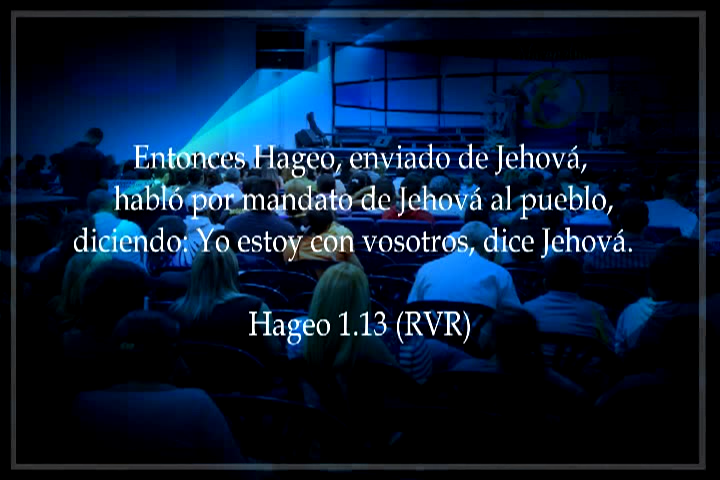 Entonces Hageo, enviado de Jehová,
habló por mandato de Jehová al pueblo,
diciendo: Yo estoy con vosotros, dice Jehová.
Hageo 1.13 (RVR)